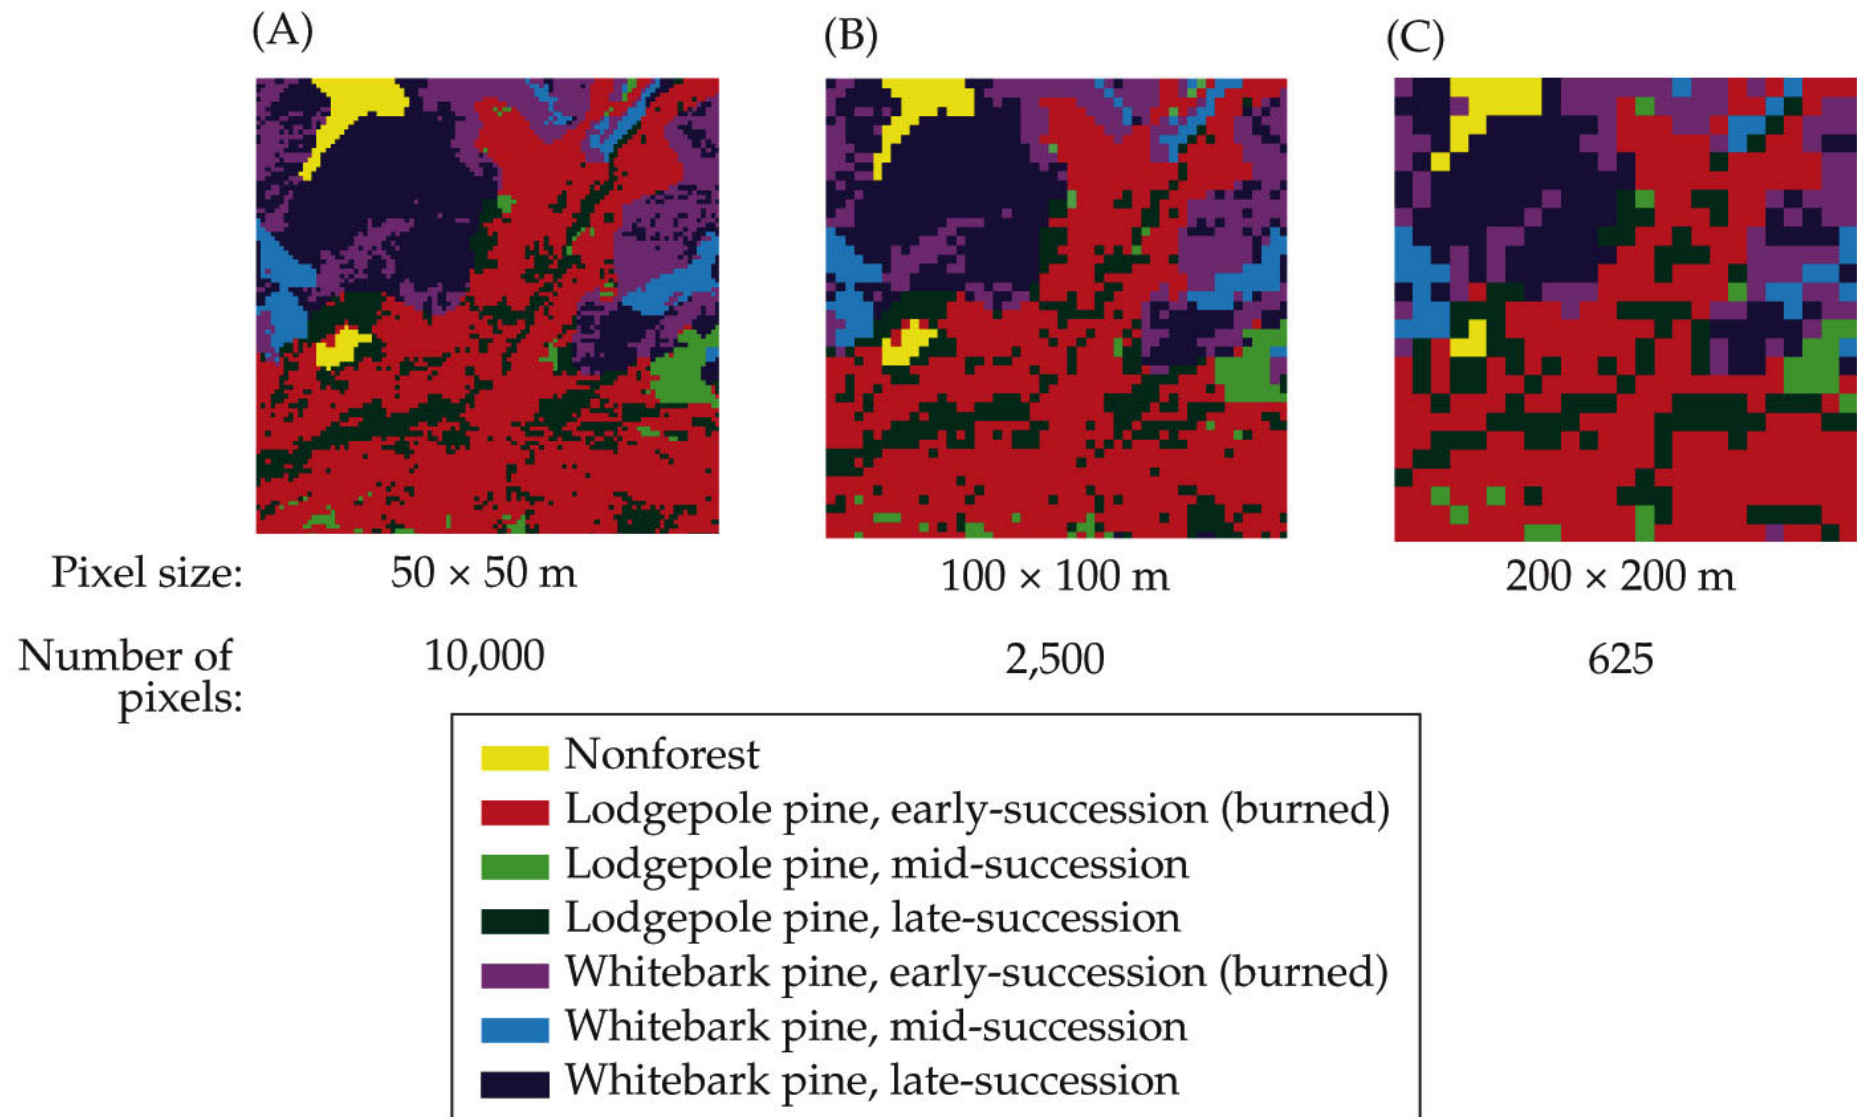 (A) (B) (C)
Pixel size: 50 × 50 m 100 × 100 m 200 × 200 m
Number of 10,000 2,500 625
pixels:
Nonforest
Lodgepole pine, early-succession (burned)
Lodgepole pine, mid-succession
Lodgepole pine, late-succession
Whitebark pine, early-succession (burned)
Whitebark pine, mid-succession
Whitebark pine, late-succession